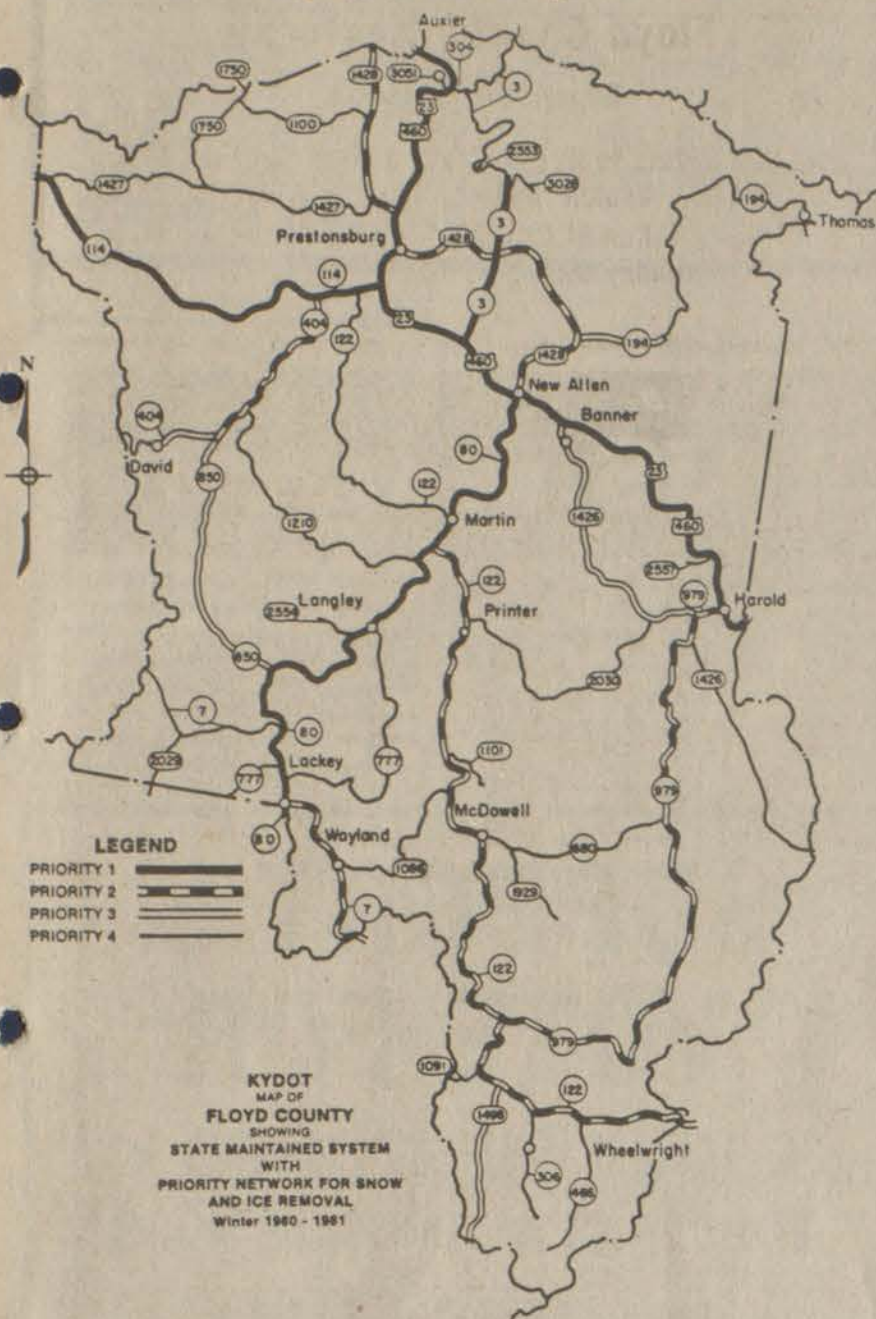 Floyd C
Auxier
304
1750
1428
3051
3
23
1750
1100
460
2553
1427
3026
194
1427
Thomas
3
Prestonsburg
1428
114
114
3
404
23
122
194
460
1428
N
New Allen
404
Banner
80
David
850
23
122
1426
1210
Martin
460
2557
122
979
Langley
Harold
2554
Printer
850
2030
1426
7
80
1101
2029
Lackey
777
777
979
McDowell
80
Wayland
680
1086
1929
7
LEGEND
PRIORITY 1
PRIORITY 2
PRIORITY 3
PRIORITY 4
122
979
1091
122
1498
Wheelwright
306
466
KYDOT
MAP OF
FLOYD COUNTY
SHOWING
STATE MAINTAINED SYSTEM
WITH
PRIORITY NETWORK FOR SNOW
AND ICE REMOVAL
Winter 1980 - 1981